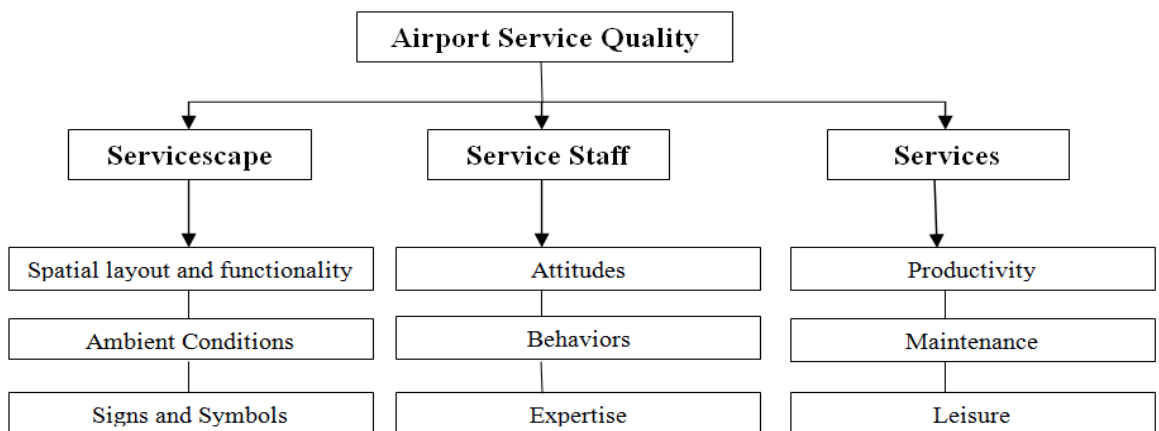 Airport Service Quality
Servicescape
Service Staff
Services
Spatial layout and functionality
Attitudes
Productivity
Ambient Conditions
Behaviors
Maintenance
Signs and Symbols
Expertise
Leisure